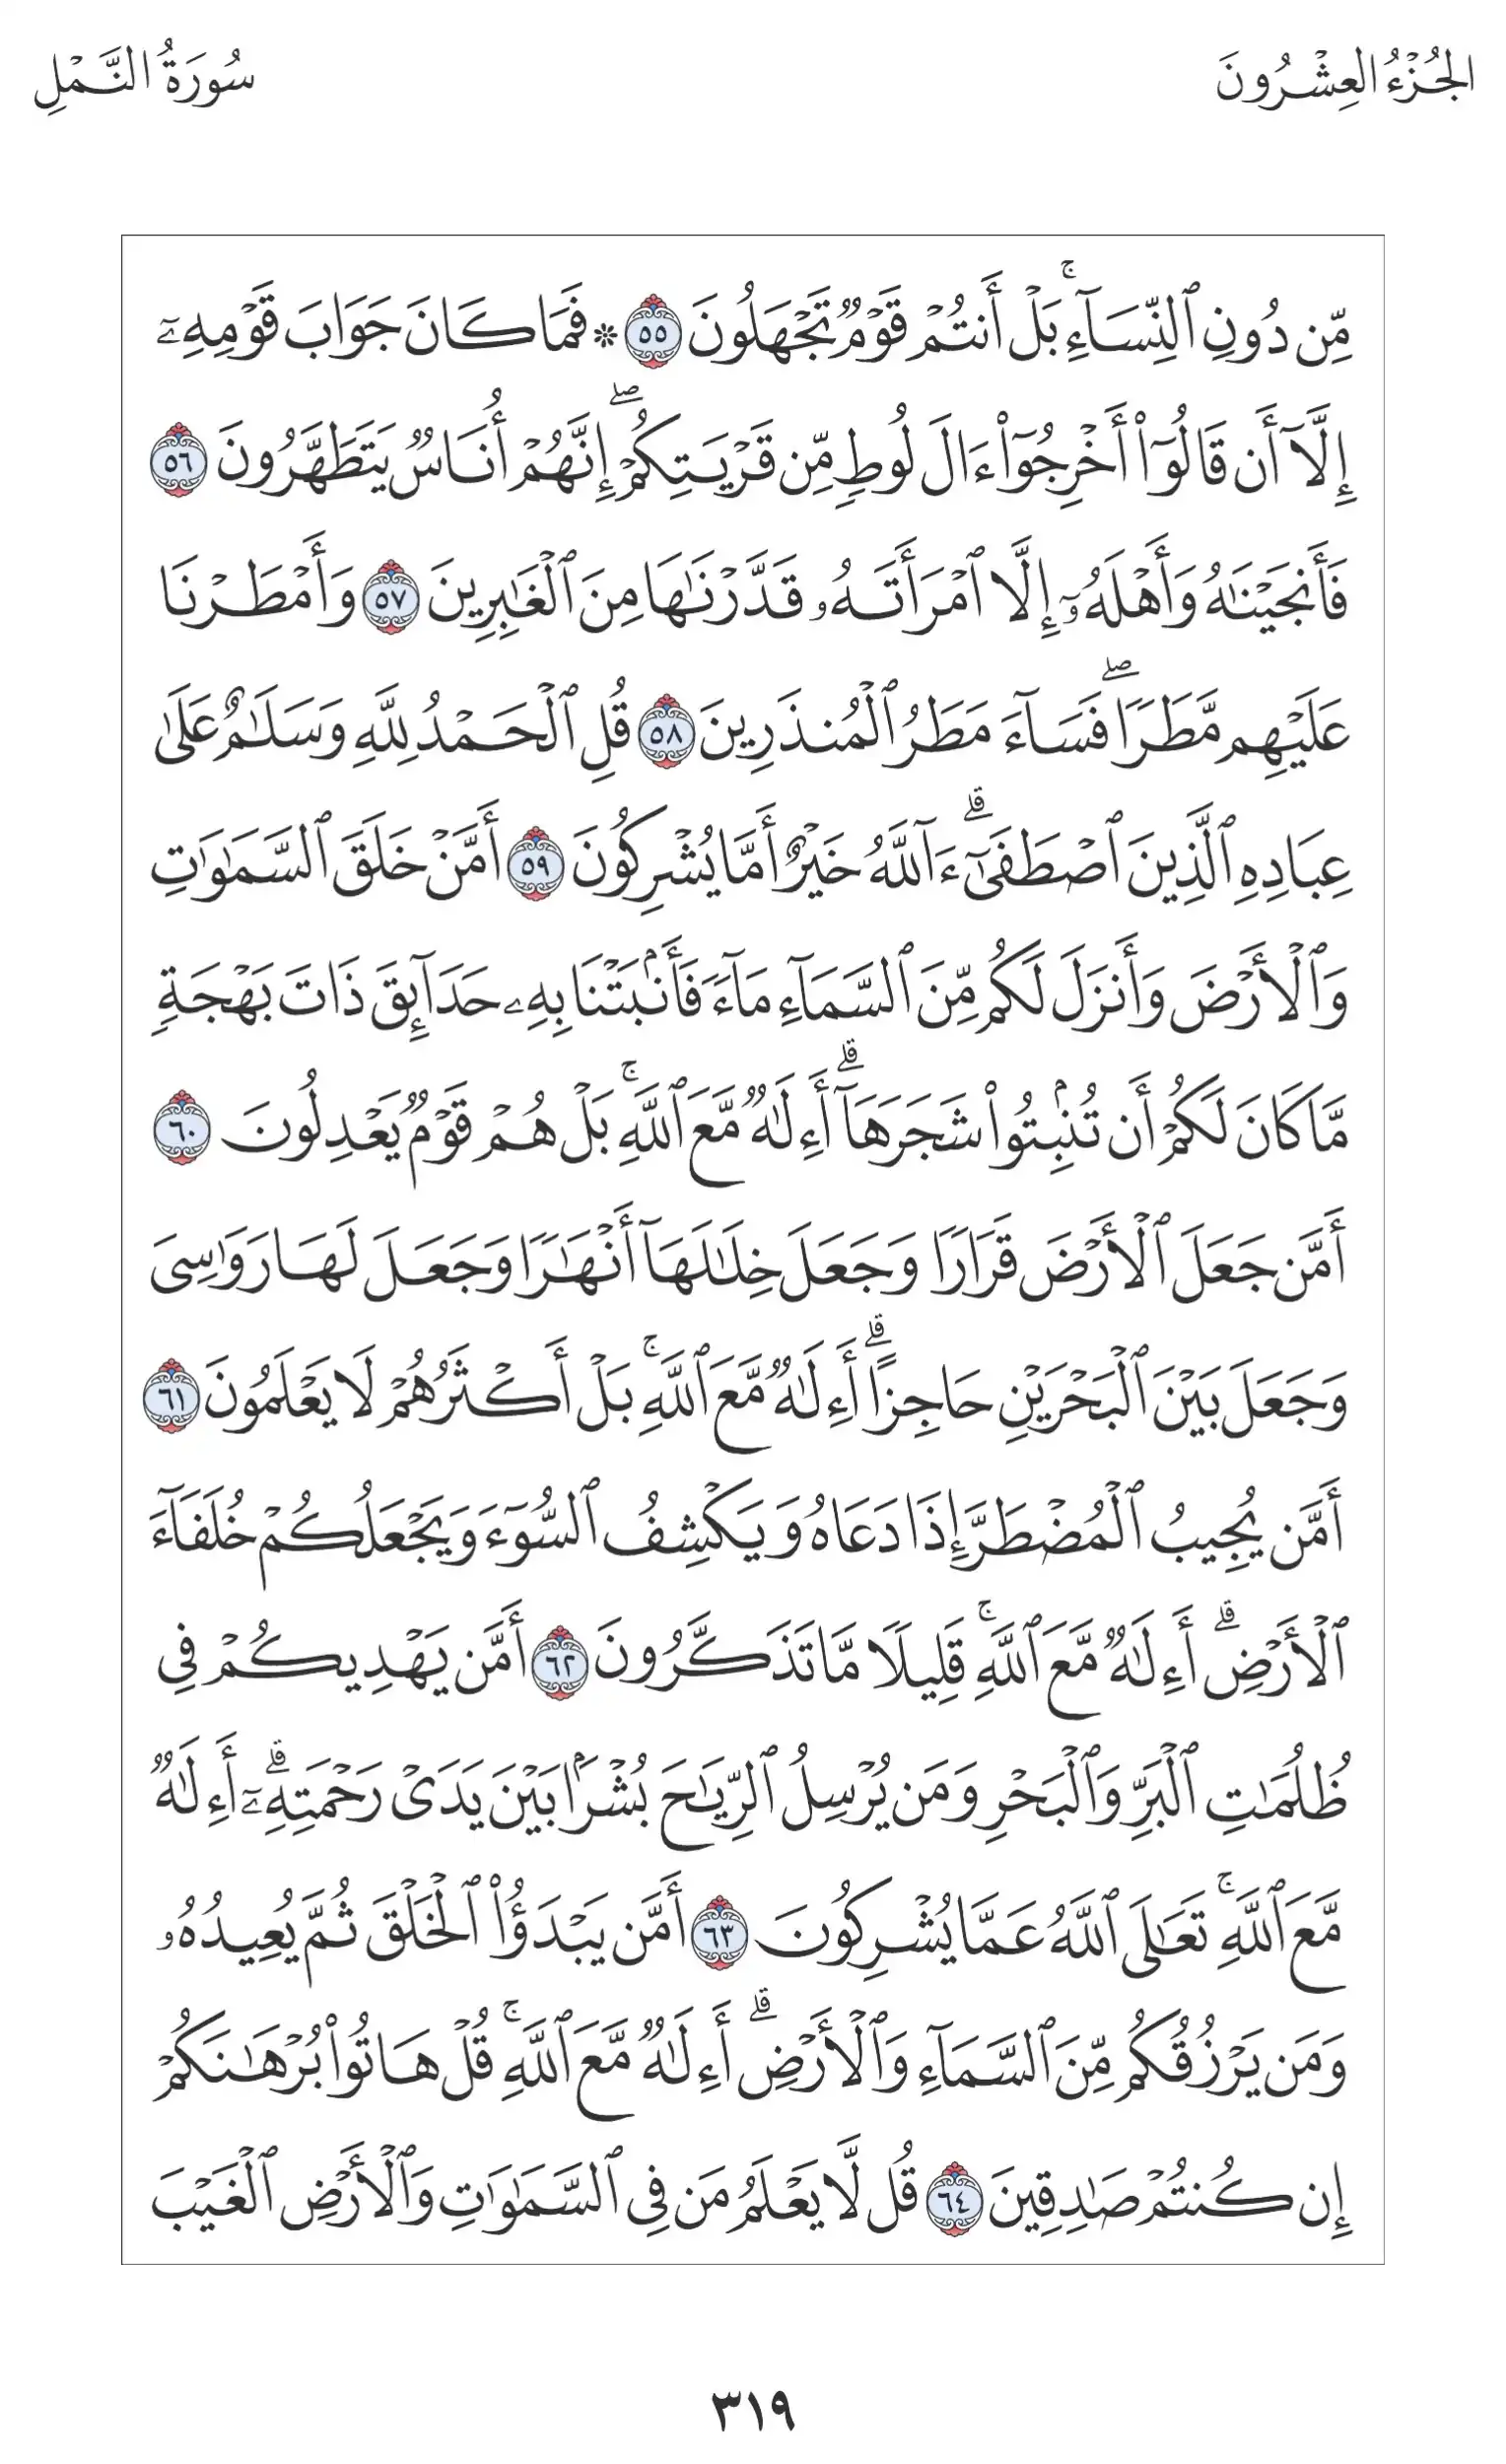 الجُزْءُ العِشْرُونَ
سُورَةُ النَّمْلِ
مِّن دُونِ ٱلنِّسَآءِۚ بَلْ أَنتُمْ قَوْمٌ تَجْهَلُونَ ٥٥ ۞ فَمَا كَانَ جَوَابَ قَوْمِهِۦٓ
إِلَّآ أَن قَالُوٓا۟ أَخْرِجُوٓا۟ ءَالَ لُوطٍ مِّن قَرْيَتِكُمْۖ إِنَّهُمْ أُنَاسٌ يَتَطَهَّرُونَ ٥٦
فَأَنجَيْنَٰهُ وَأَهْلَهُۥٓ إِلَّا ٱمْرَأَتَهُۥ قَدَّرْنَٰهَا مِنَ ٱلْغَٰبِرِينَ ٥٧ وَأَمْطَرْنَا
عَلَيْهِم مَّطَرًاۖ فَسَآءَ مَطَرُ ٱلْمُنذَرِينَ ٥٨ قُلِ ٱلْحَمْدُ لِلَّهِ وَسَلَٰمٌ عَلَىٰ
عِبَادِهِ ٱلَّذِينَ ٱصْطَفَىٰٓۗ ءَآللَّهُ خَيْرٌ أَمَّا يُشْرِكُونَ ٥٩ أَمَّنْ خَلَقَ ٱلسَّمَٰوَٰتِ
وَٱلْأَرْضَ وَأَنزَلَ لَكُم مِّنَ ٱلسَّمَآءِ مَآءً فَأَنۢبَتْنَا بِهِۦ حَدَآئِقَ ذَاتَ بَهْجَةٍ
مَّا كَانَ لَكُمْ أَن تُنۢبِتُوا۟ شَجَرَهَآۗ أَءِلَٰهٌ مَّعَ ٱللَّهِۚ بَلْ هُمْ قَوْمٌ يَعْدِلُونَ ٦٠
أَمَّن جَعَلَ ٱلْأَرْضَ قَرَارًا وَجَعَلَ خِلَٰلَهَآ أَنْهَٰرًا وَجَعَلَ لَهَا رَوَٰسِىَ
وَجَعَلَ بَيْنَ ٱلْبَحْرَيْنِ حَاجِزًاۗ أَءِلَٰهٌ مَّعَ ٱللَّهِۚ بَلْ أَكْثَرُهُمْ لَا يَعْلَمُونَ ٦١
أَمَّن يُجِيبُ ٱلْمُضْطَرَّ إِذَا دَعَاهُ وَيَكْشِفُ ٱلسُّوٓءَ وَيَجْعَلُكُمْ خُلَفَآءَ
ٱلْأَرْضِۗ أَءِلَٰهٌ مَّعَ ٱللَّهِۚ قَلِيلًا مَّا تَذَكَّرُونَ ٦٢ أَمَّن يَهْدِيكُمْ فِى
ظُلُمَٰتِ ٱلْبَرِّ وَٱلْبَحْرِ وَمَن يُرْسِلُ ٱلرِّيَٰحَ بُشْرًۢا بَيْنَ يَدَىْ رَحْمَتِهِۦٓۗ أَءِلَٰهٌ
مَّعَ ٱللَّهِۚ تَعَٰلَى ٱللَّهُ عَمَّا يُشْرِكُونَ ٦٣ أَمَّن يَبْدَؤُا۟ ٱلْخَلْقَ ثُمَّ يُعِيدُهُۥ
وَمَن يَرْزُقُكُم مِّنَ ٱلسَّمَآءِ وَٱلْأَرْضِۗ أَءِلَٰهٌ مَّعَ ٱللَّهِۚ قُلْ هَاتُوا۟ بُرْهَٰنَكُمْ
إِن كُنتُمْ صَٰدِقِينَ ٦٤ قُل لَّا يَعْلَمُ مَن فِى ٱلسَّمَٰوَٰتِ وَٱلْأَرْضِ ٱلْغَيْبَ
٣١٩